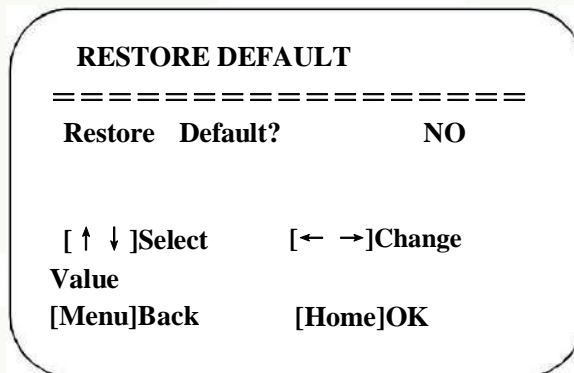 RESTORE DEFAULT
=================
Restore Default? NO
[↑ ↓]Select [← →]Change
Value
[Menu]Back [Home]OK